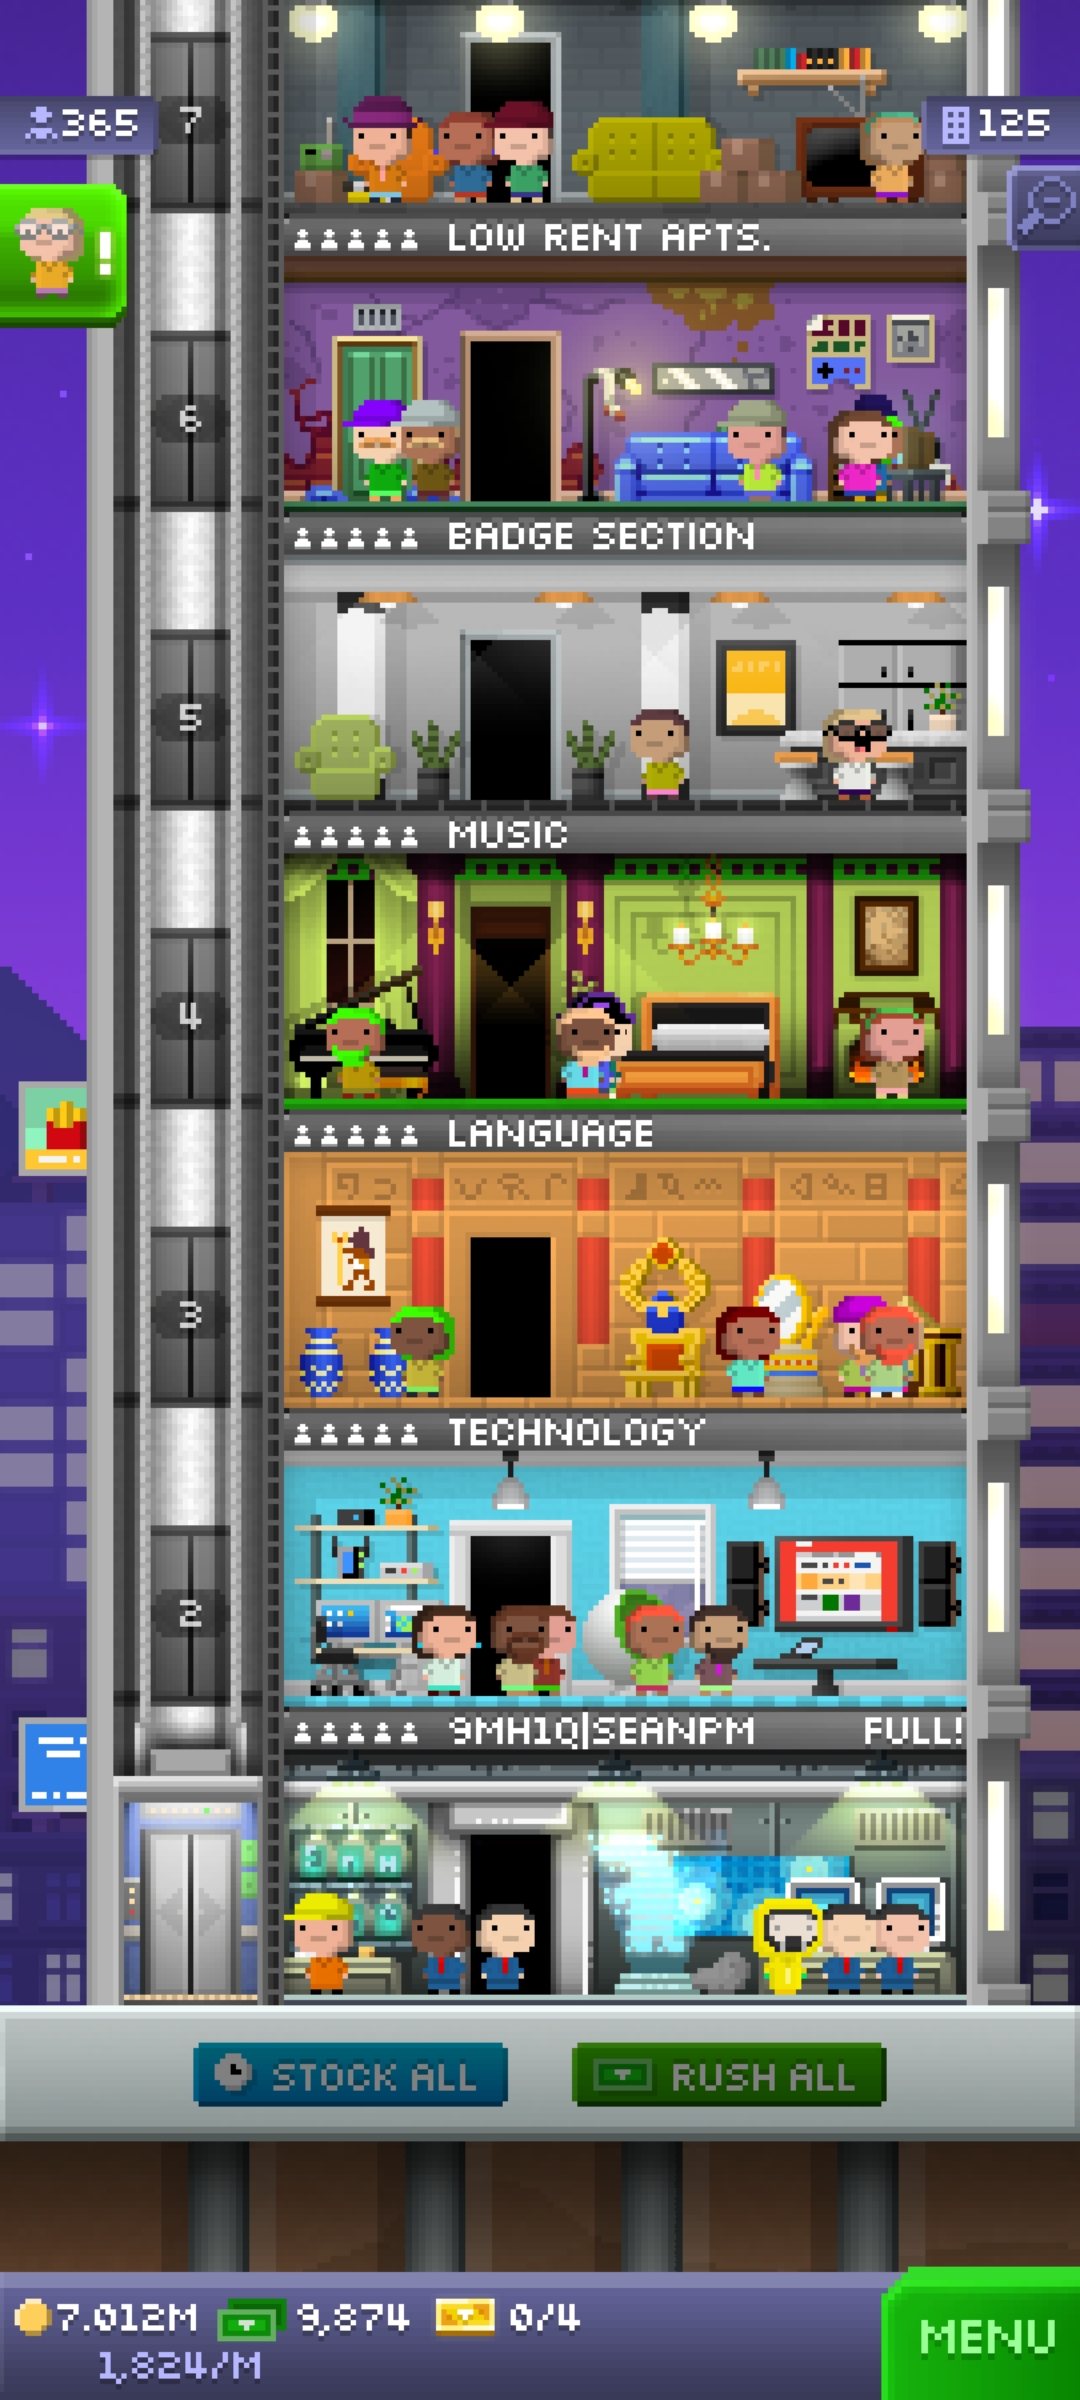 7
365
125
!
LOW RENT APTS.
6
BADGE SECTION
5
MUSIC
4
LANGUAGE
3
TECHNOLOGY
2
9MH1Q|SEANPM FULL!
STOCK ALL
RUSH ALL
7.012M 9,874 0/4
1,824/M
MENU